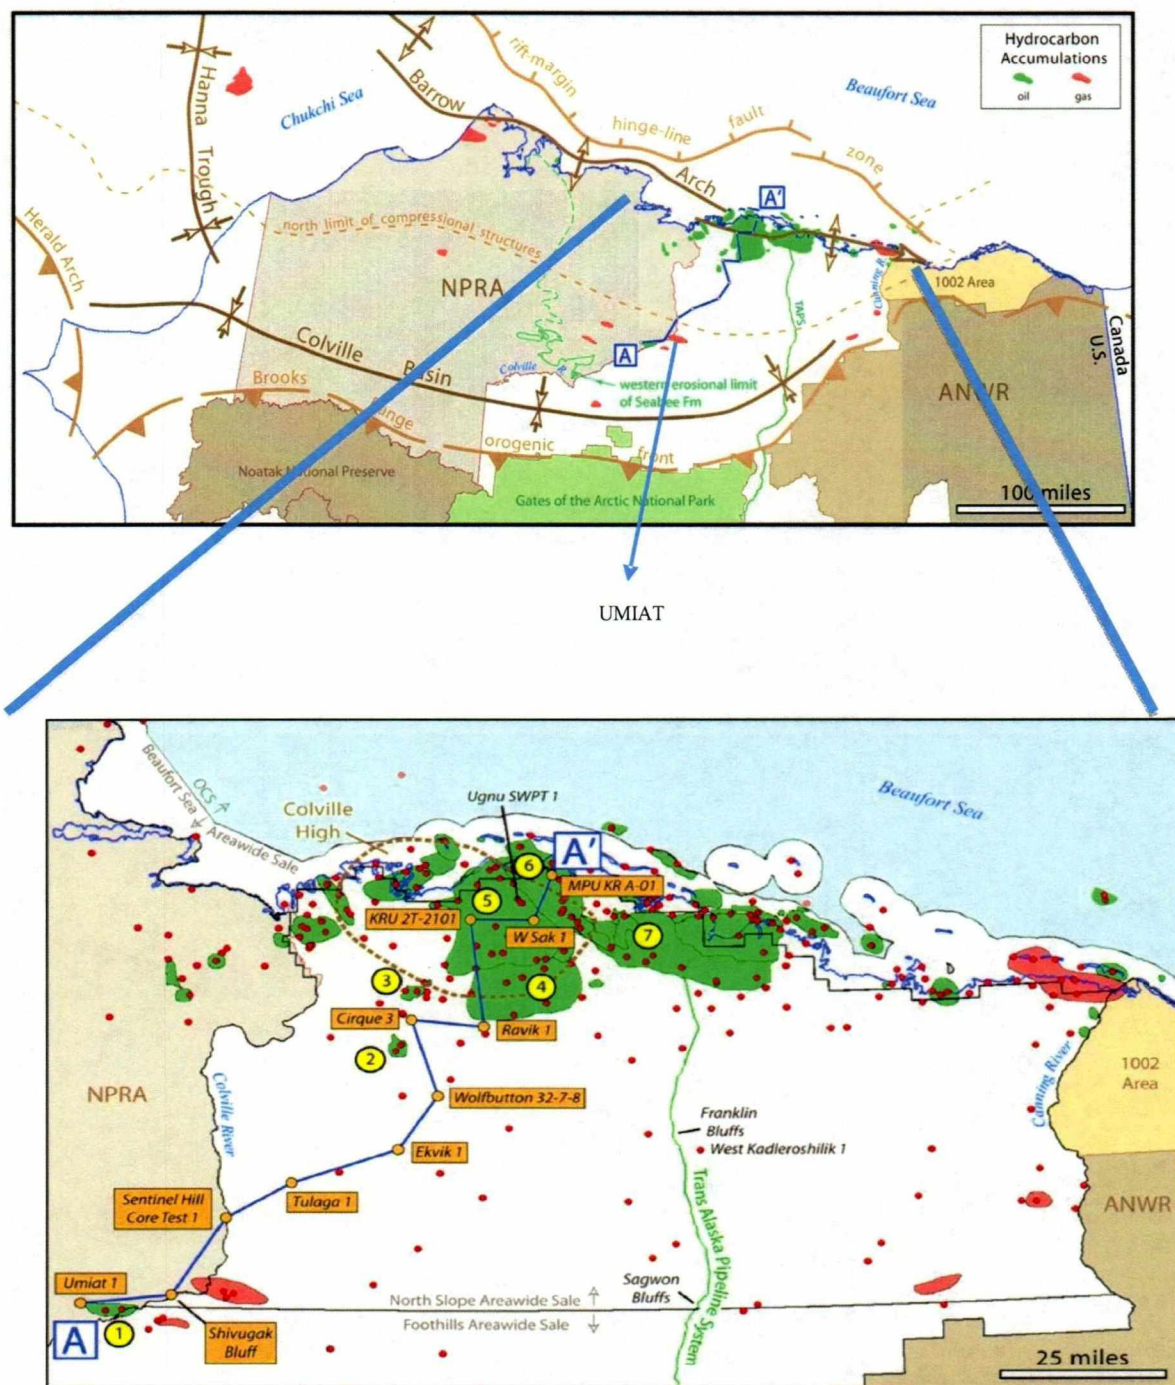 Hydrocarbon
Accumulations
oil
gas
Hanna Trough
Chukchi Sea
Barrow
Arch
rift-margin
hinge-line
fault
zone
Beaufort Sea
A'
Herald Arch
north limit of compressional structures
NPRA
TAPS
Canning R.
1002 Area
Canada
U.S.
A
Colville
Basin
Colville R.
western erosional limit
of Seabee Fm
Brooks
Range
orogenic
front
ANWR
Noatak National Preserve
Gates of the Arctic National Park
100 miles
UMIAT
Beaufort Sea
Areawide Sale
OCS
Colville
High
Ugnu SWPT 1
Beaufort Sea
6
A'
MPU KR A-01
5
KRU 2T-2101
W Sak 1
7
3
4
Cirque 3
Ravik 1
2
NPRA
Colville River
Wolfbutton 32-7-8
Canning River
1002
Area
Franklin
Bluffs
West Kadleroshilik 1
Ekvik 1
Tulaga 1
Sentinel Hill
Core Test 1
Trans Alaska Pipeline System
ANWR
Umiat 1
Sagwon
Bluffs
North Slope Areawide Sale
Foothills Areawide Sale
A
1
Shivugak
Bluff
25 miles